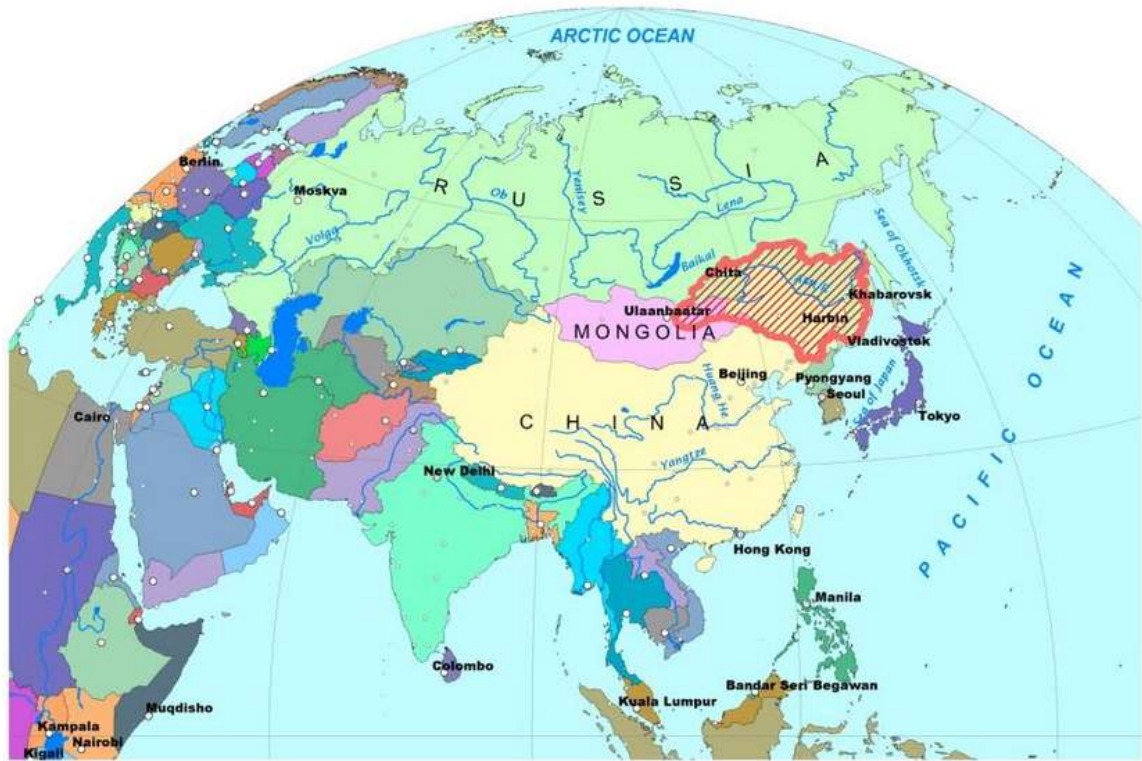 ARCTIC OCEAN
Berlin
Moskva
RUSSIA
Ob
Yenisey
Lena
Volga
Baikal
Sea of Okhotsk
Chita
Amur
Khabarovsk
Ulaanbaatar
MONGOLIA
Harbin
Vladivostok
Beijing
Huang He
Pyongyang
Seoul
Sea of Japan
Tokyo
Cairo
CHINA
Yangtze
New Delhi
PACIFIC OCEAN
Hong Kong
Manila
Colombo
Bandar Seri Begawan
Kuala Lumpur
Muqdisho
Kampala
Nairobi
Kigali